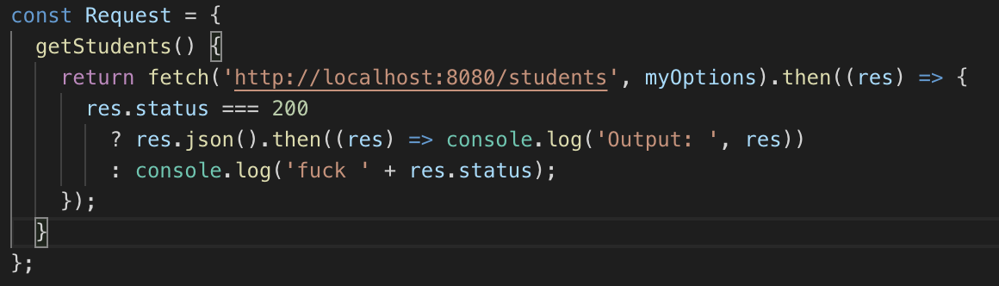 const Request = {
getStudents() {
return fetch('http://localhost:8080/students', myOptions).then((res) => {
res.status === 200
? res.json().then((res) => console.log('Output: ', res))
: console.log('fuck ' + res.status);
});
}
};